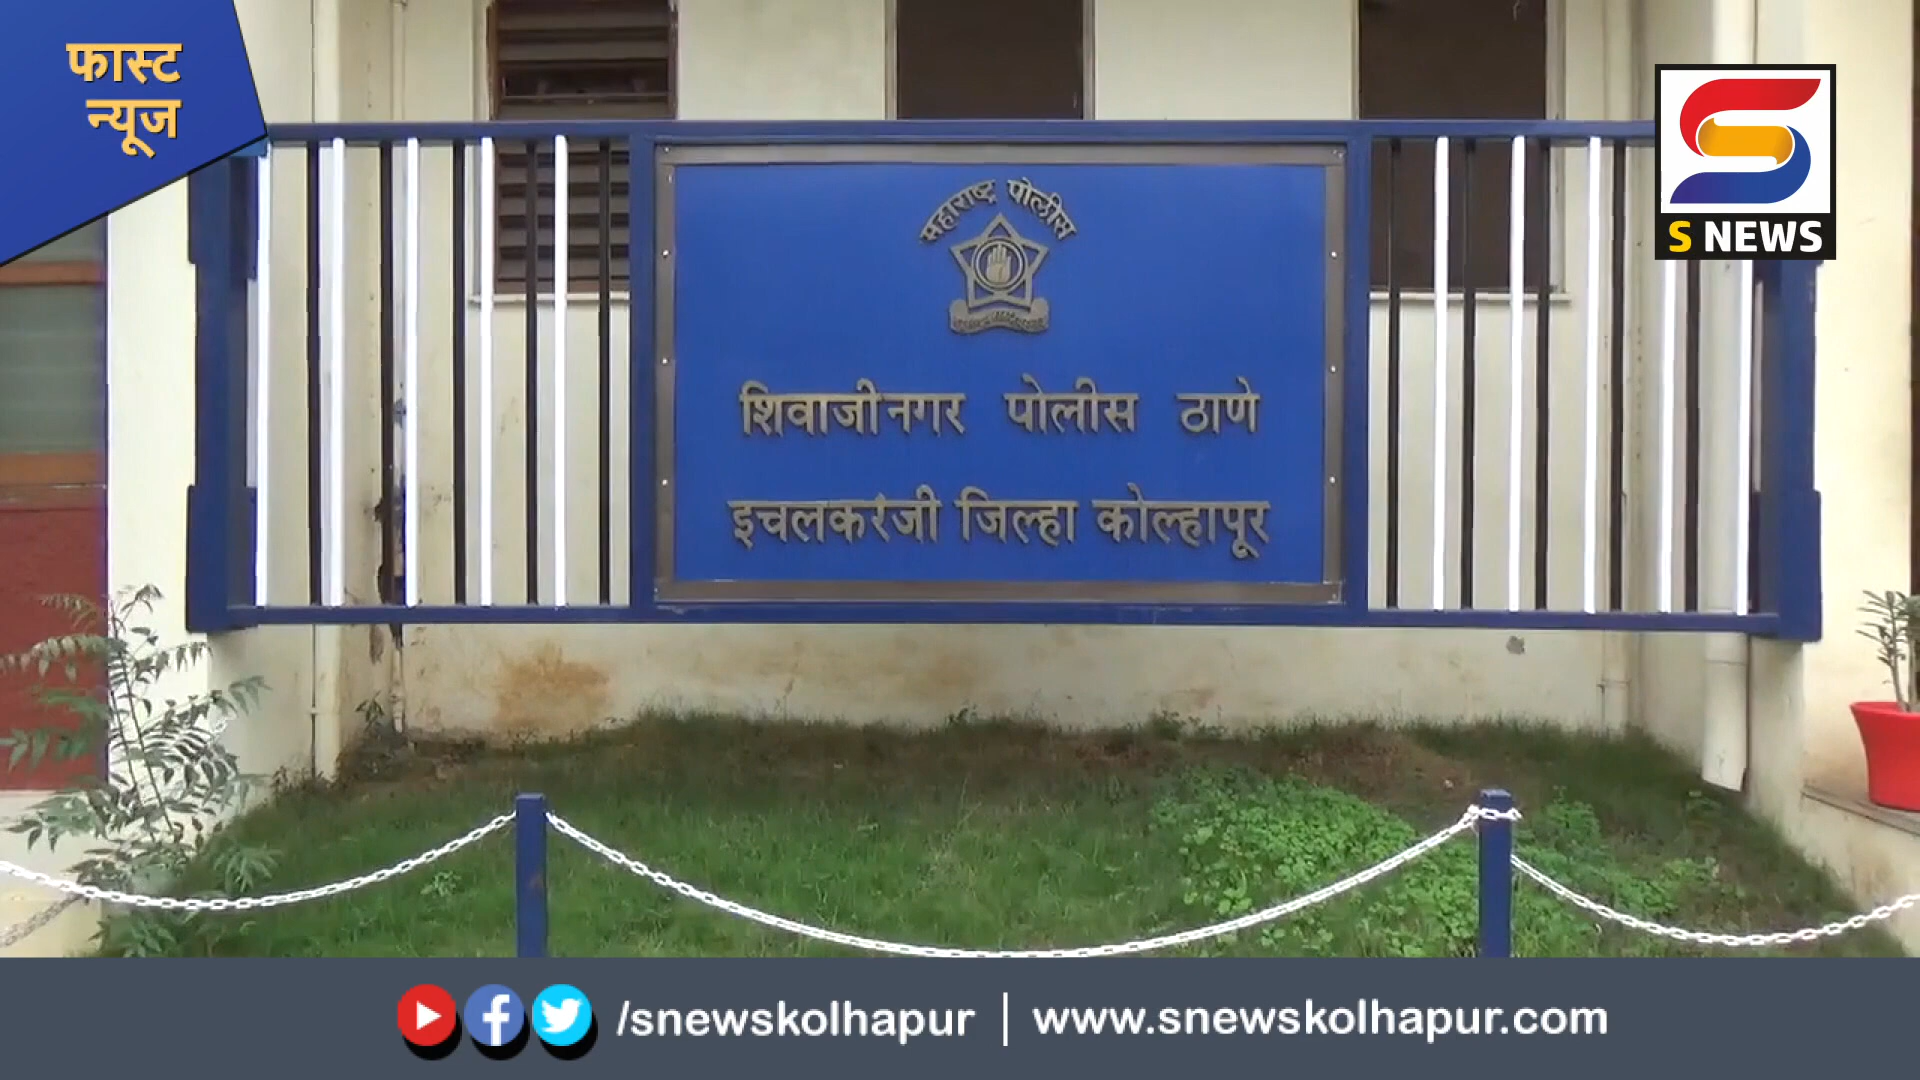 फास्ट
न्यूज
S NEWS
महाराष्ट्र पोलीस
शिवाजीनगर पोलीस ठाणे
इचलकरंजी जिल्हा कोल्हापूर
/snewskolhapur | www.snewskolhapur.com